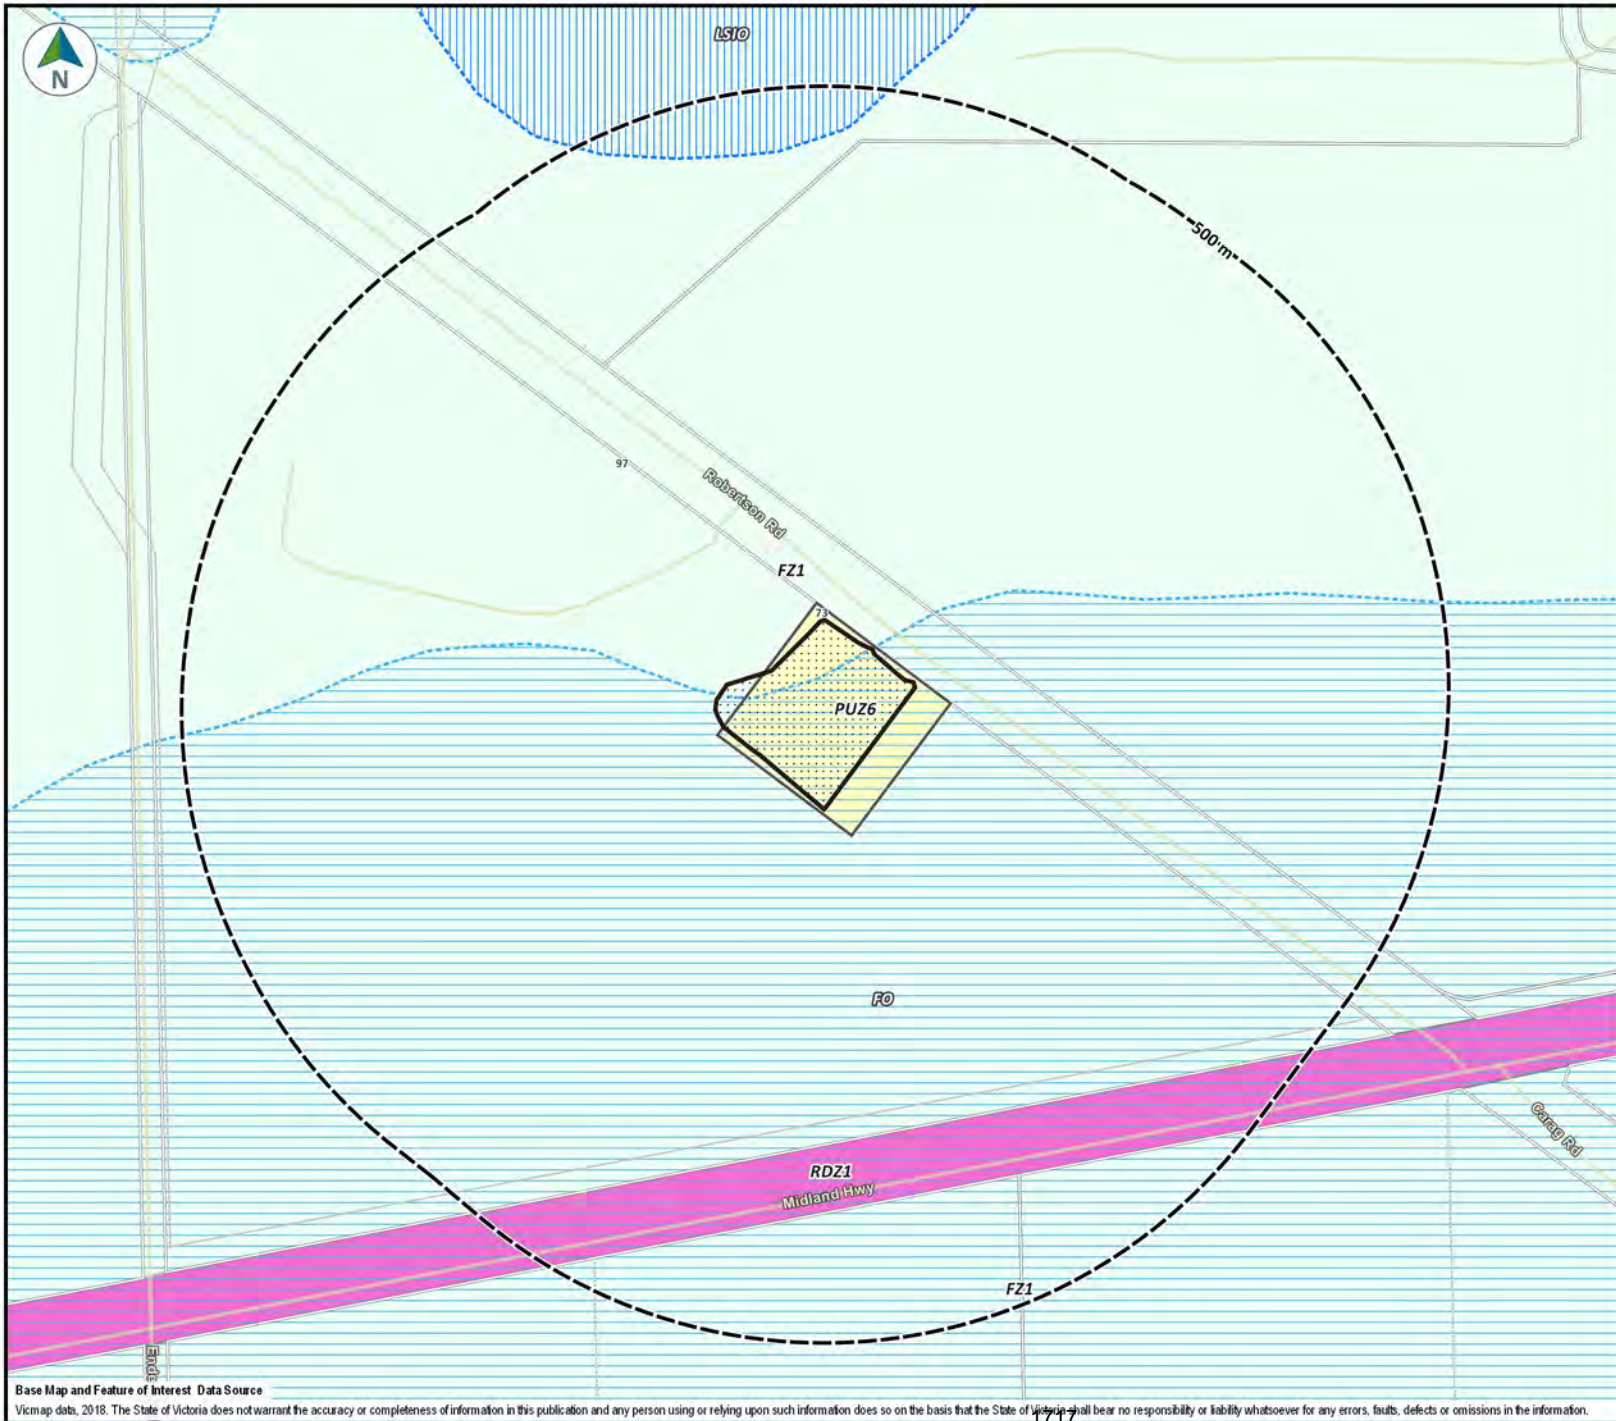 LSIO
N
500 m
97
Robertson Rd
FZ1
73
PUZ6
FO
RDZ1
Midland Hwy
Carag Rd
FZ1
Base Map and Feature of Interest Data Source
Vicmap data, 2018. The State of Victoria does not warrant the accuracy or completeness of information in this publication and any person using or relying upon such information does so on the basis that the State of Victoria shall bear no responsibility or liability whatsoever for any errors, faults, defects or omissions in the information.
1717